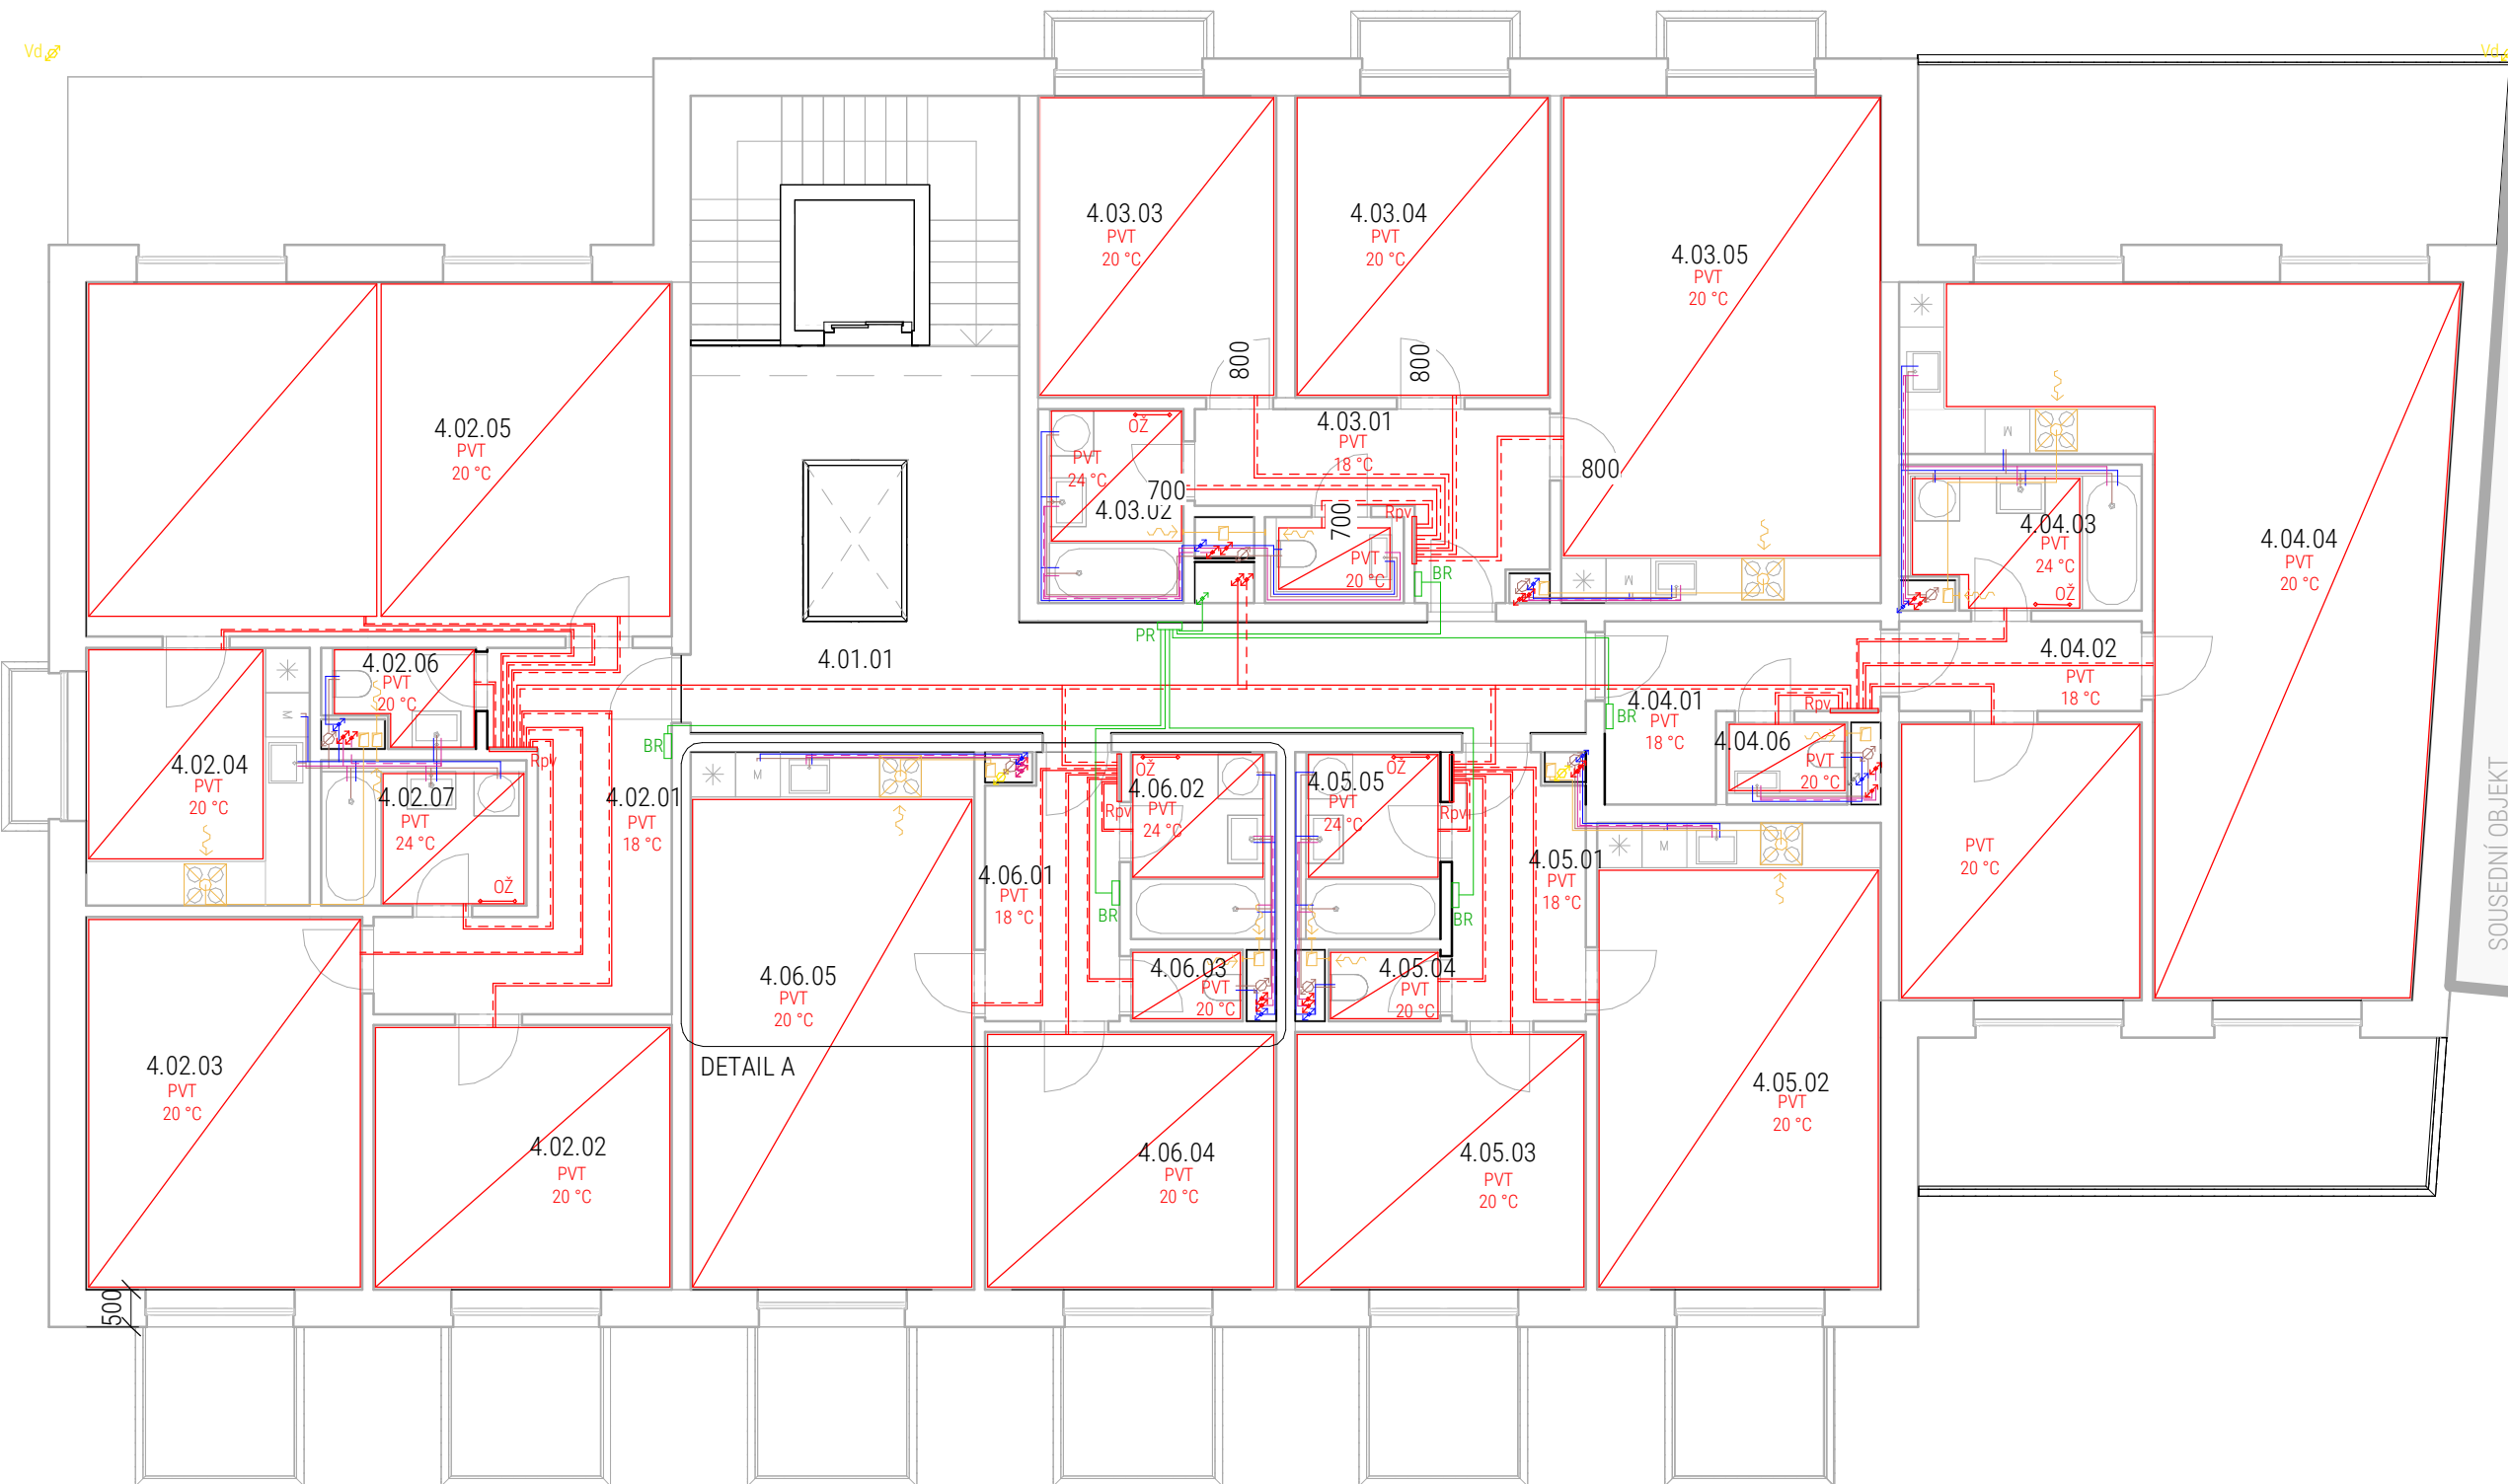 Vd
Vd
4.03.03
PVT
20 °C
4.03.04
PVT
20 °C
4.03.05
PVT
20 °C
800
800
800
4.02.05
PVT
20 °C
OŽ
PVT
24 °C
700
4.03.02
4.03.01
PVT
18 °C
700
Rpv
PVT
20 °C
BR
M
M
4.04.03
PVT
24 °C
OŽ
4.04.04
PVT
20 °C
PR
4.01.01
4.02.06
PVT
20 °C
M
4.02.04
PVT
20 °C
4.02.07
PVT
24 °C
OŽ
Rpv
4.02.01
PVT
18 °C
BR
M
4.06.01
PVT
18 °C
OŽ
4.06.02
PVT
24 °C
Rpv
BR
OŽ
4.05.05
PVT
24 °C
Rpv
BR
4.05.01
PVT
18 °C
M
4.04.01
PVT
18 °C
BR
4.04.06
PVT
20 °C
Rpv
4.04.02
PVT
18 °C
PVT
20 °C
SOUSEDNÍ OBJEKT
4.06.05
PVT
20 °C
4.06.03
PVT
20 °C
4.05.04
PVT
20 °C
DETAIL A
4.02.03
PVT
20 °C
4.02.02
PVT
20 °C
4.06.04
PVT
20 °C
4.05.03
PVT
20 °C
4.05.02
PVT
20 °C
500